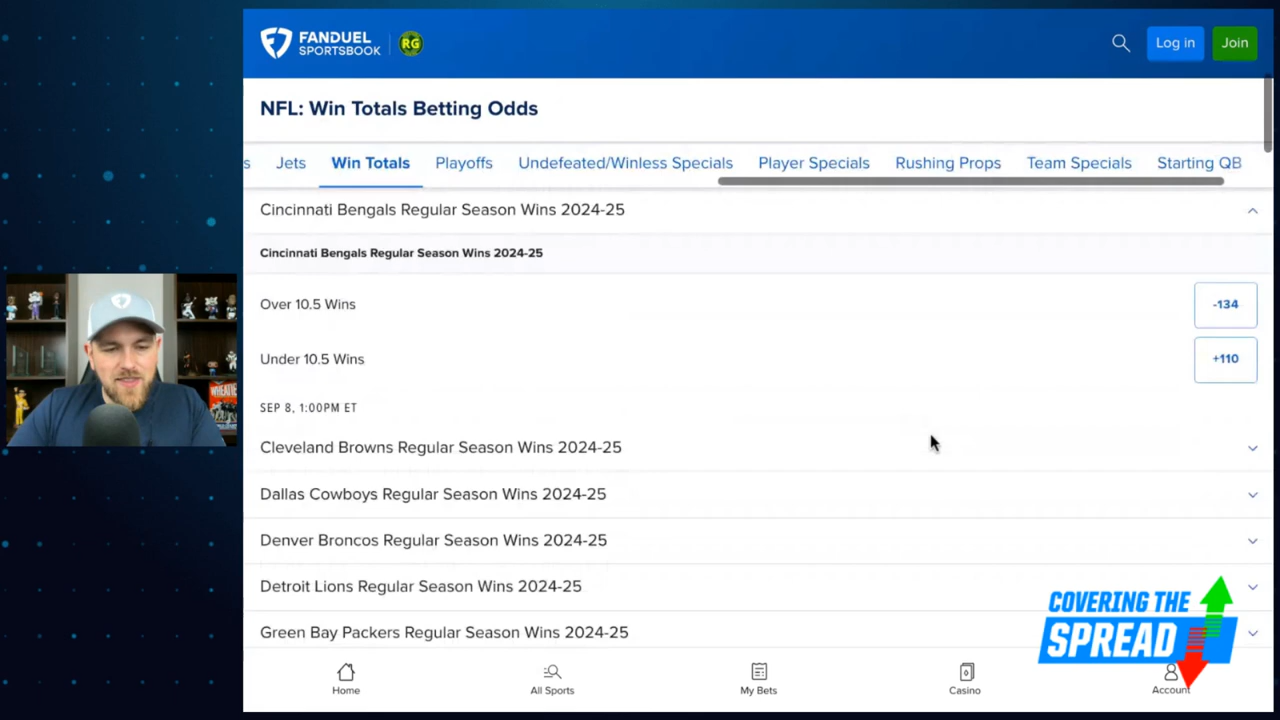 FANDUEL
SPORTSBOOK
RG
Log in
Join
NFL: Win Totals Betting Odds
s
Jets
Win Totals
Playoffs
Undefeated/Winless Specials
Player Specials
Rushing Props
Team Specials
Starting QB
Cincinnati Bengals Regular Season Wins 2024-25
Cincinnati Bengals Regular Season Wins 2024-25
Over 10.5 Wins
-134
Under 10.5 Wins
+110
SEP 8, 1:00PM ET
Cleveland Browns Regular Season Wins 2024-25
Dallas Cowboys Regular Season Wins 2024-25
Denver Broncos Regular Season Wins 2024-25
Detroit Lions Regular Season Wins 2024-25
Green Bay Packers Regular Season Wins 2024-25
COVERING THE
SPREAD
Home
All Sports
My Bets
Casino
Account
WHEATIES